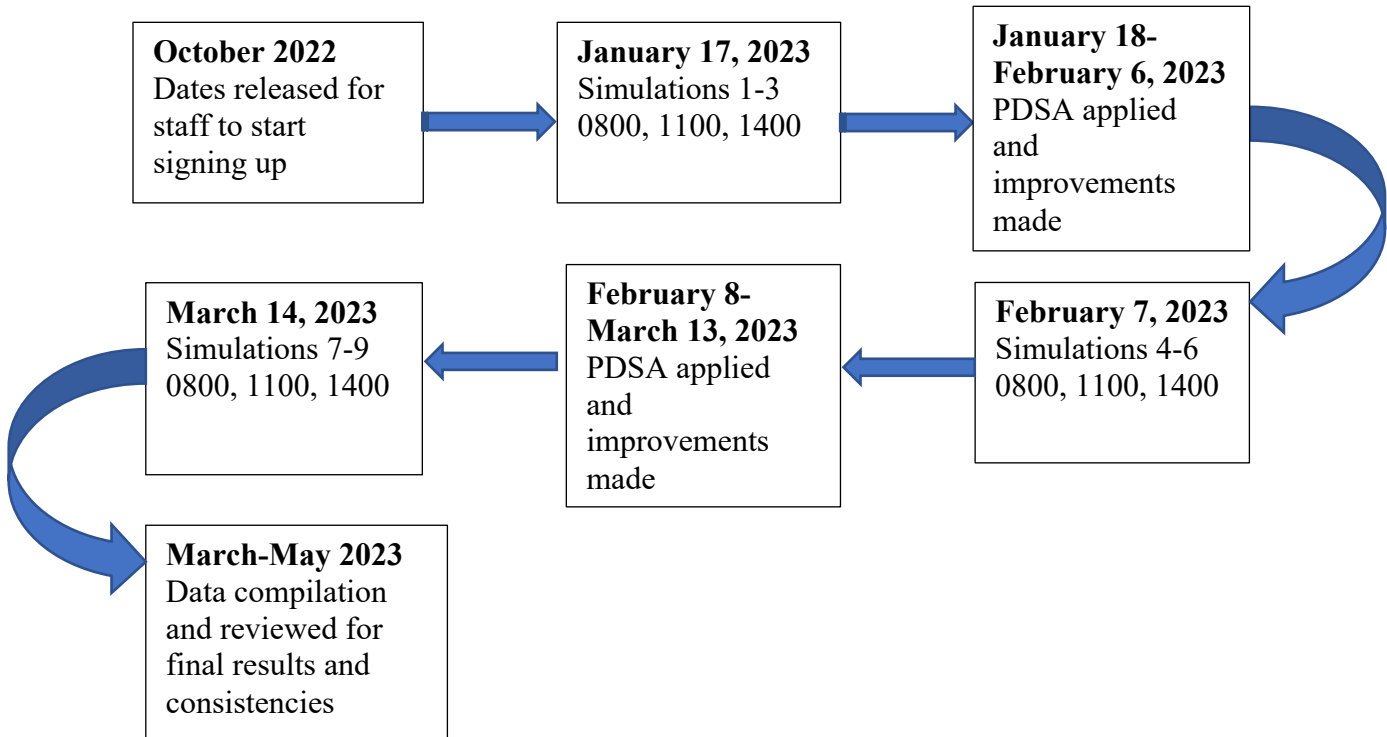 October 2022
Dates released for
staff to start
signing up
January 17, 2023
Simulations 1-3
0800, 1100, 1400
January 18-
February 6, 2023
PDSA applied
and
improvements
made
February 7, 2023
Simulations 4-6
0800, 1100, 1400
February 8-
March 13, 2023
PDSA applied
and
improvements
made
March 14, 2023
Simulations 7-9
0800, 1100, 1400
March-May 2023
Data compilation
and reviewed for
final results and
consistencies